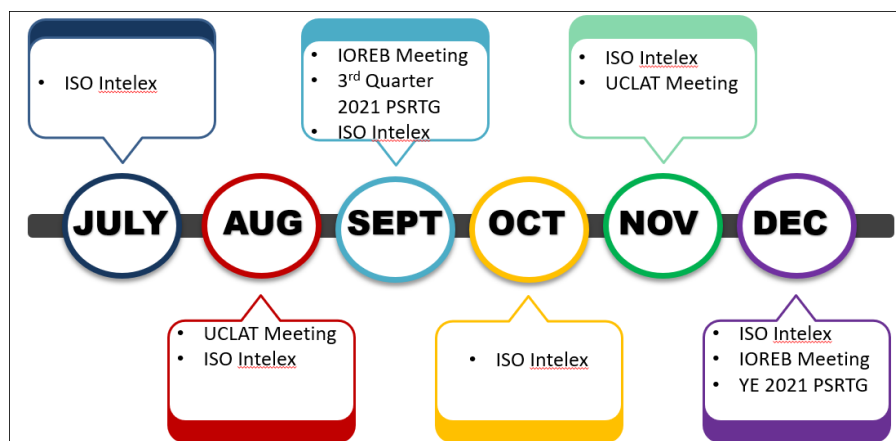 • ISO Intelex
• IOREB Meeting
• 3rd Quarter
2021 PSRTG
• ISO Intelex
• ISO Intelex
• UCLAT Meeting
JULY
AUG
SEPT
OCT
NOV
DEC
• UCLAT Meeting
• ISO Intelex
• ISO Intelex
• ISO Intelex
• IOREB Meeting
• YE 2021 PSRTG